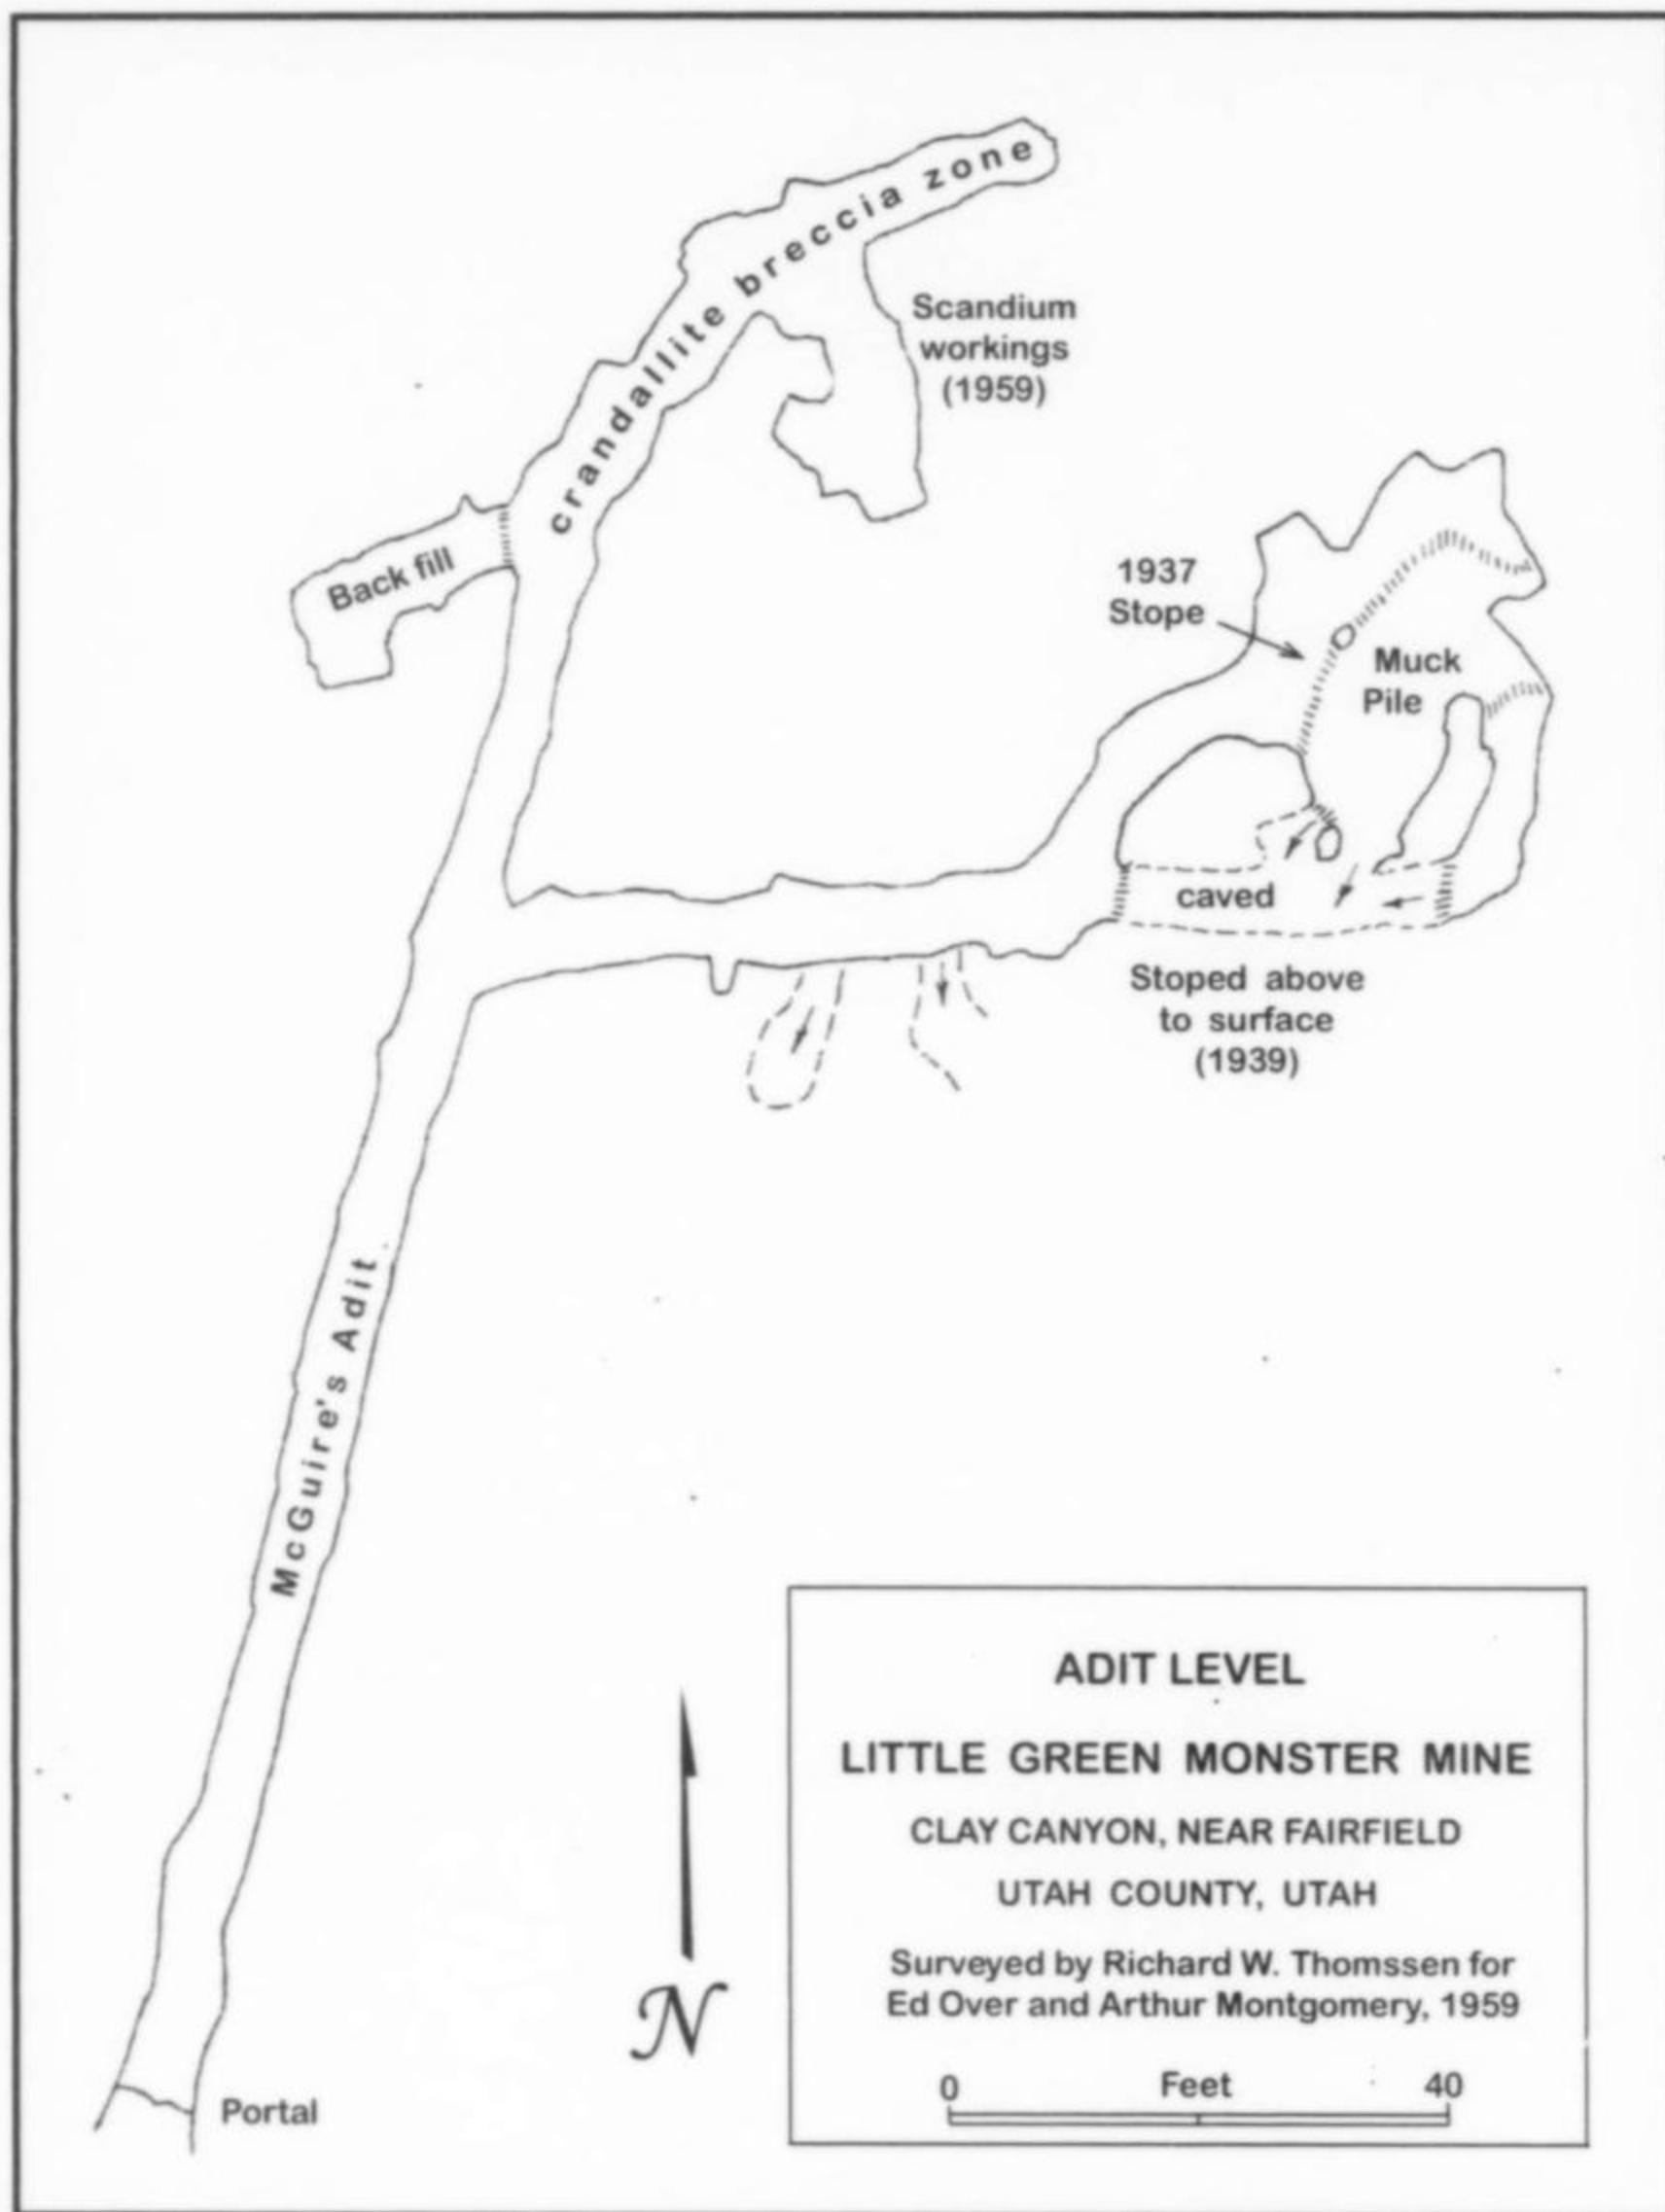 crandallite breccia zone
Scandium
workings
(1959)
Back fill
1937
Stope
Muck
Pile
caved
Stoped above
to surface
(1939)
McGuire's Adit
Portal
N
ADIT LEVEL
LITTLE GREEN MONSTER MINE
CLAY CANYON, NEAR FAIRFIELD
UTAH COUNTY, UTAH
Surveyed by Richard W. Thomssen for
Ed Over and Arthur Montgomery, 1959
0 Feet 40